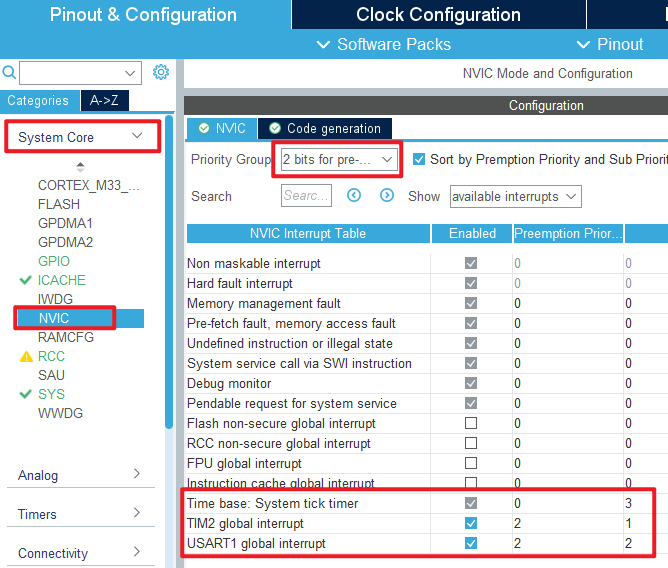 Pinout & Configuration
Clock Configuration
Software Packs
Pinout
NVIC Mode and Configuration
Categories
A->Z
Configuration
System Core
NVIC
Code generation
Priority Group
2 bits for pre-...
Sort by Premption Priority and Sub Priorit
Search
Searc...
Show
available interrupts
CORTEX_M33_...
FLASH
GPDMA1
GPDMA2
GPIO
ICACHE
IWDG
NVIC
RAMCFG
RCC
SAU
SYS
WWDG
Analog
Timers
Connectivity
NVIC Interrupt Table Enabled Preemption Prior...
Non maskable interrupt 0 0
Hard fault interrupt 0 0
Memory management fault 0 0
Pre-fetch fault, memory access fault 0 0
Undefined instruction or illegal state 0 0
System service call via SWI instruction 0 0
Debug monitor 0 0
Pendable request for system service 0 0
Flash non-secure global interrupt 0 0
RCC non-secure global interrupt 0 0
FPU global interrupt 0 0
Instruction cache global interrupt 0 0
Time base: System tick timer 0 3
TIM2 global interrupt 2 1
USART1 global interrupt 2 2